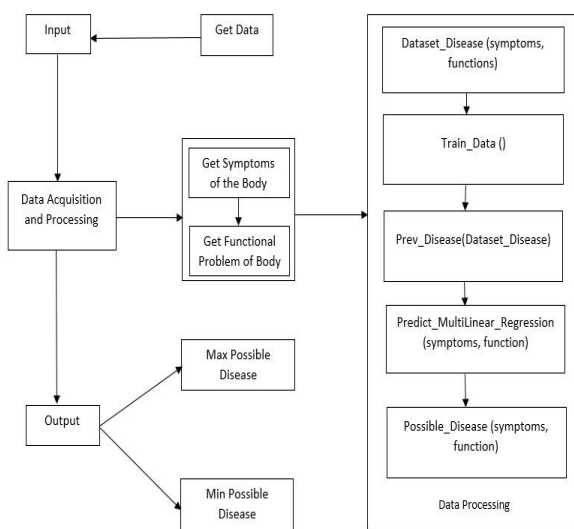 Input
Get Data
Data Acquisition
and Processing
Get Symptoms
of the Body
Get Functional
Problem of Body
Output
Max Possible
Disease
Min Possible
Disease
Dataset_Disease (symptoms,
functions)
Train_Data ()
Prev_Disease(Dataset_Disease)
Predict_MultiLinear_Regression
(symptoms, function)
Possible_Disease (symptoms,
function)
Data Processing